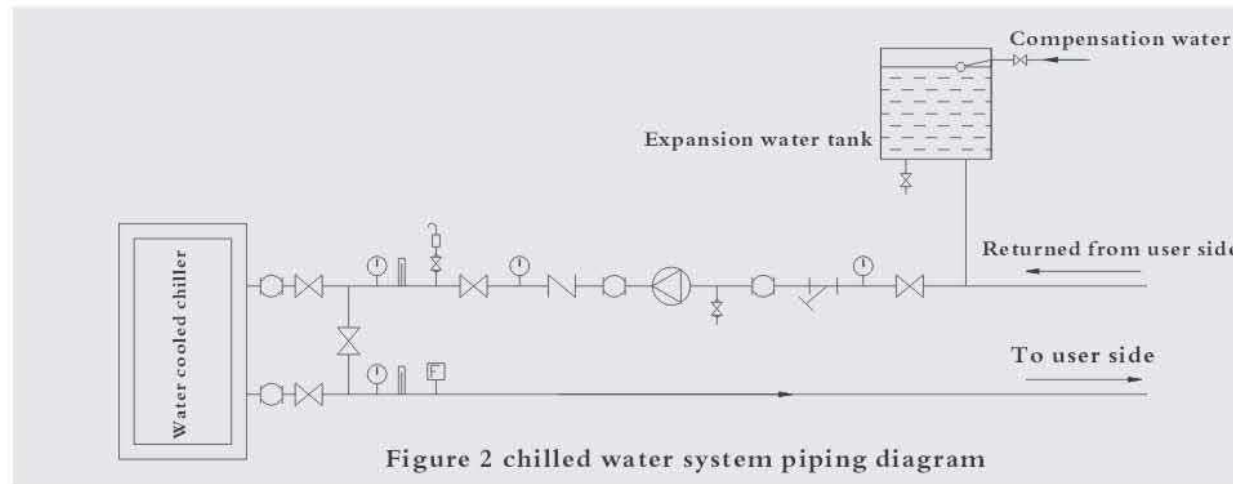 Compensation water
Expansion water tank
Water cooled chiller
Returned from user side
F
To user side
Figure 2 chilled water system piping diagram